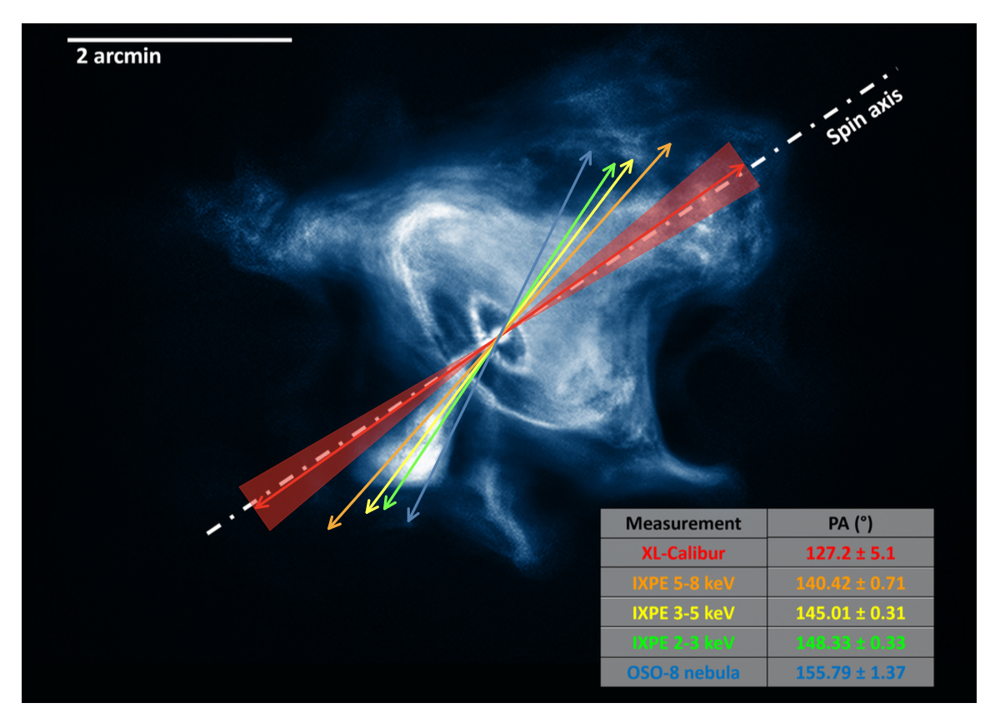 2 arcmin
Spin axis
Measurement PA (°)
XL-Calibur 127.2 ± 5.1
IXPE 5-8 keV 140.42 ± 0.71
IXPE 3-5 keV 145.01 ± 0.31
IXPE 2-3 keV 148.33 ± 0.33
OSO-8 nebula 155.79 ± 1.37